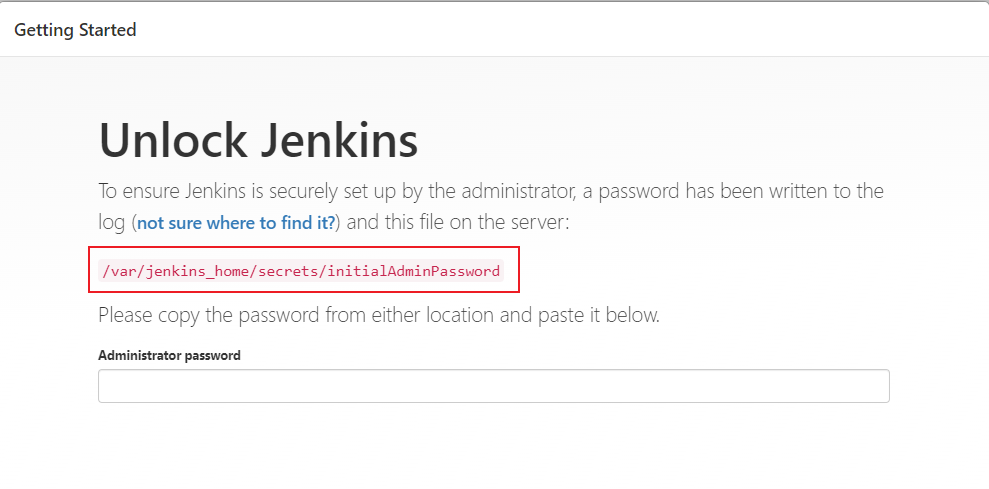 Getting Started
Unlock Jenkins
To ensure Jenkins is securely set up by the administrator, a password has been written to the
log (not sure where to find it?) and this file on the server:
/var/jenkins_home/secrets/initialAdminPassword
Please copy the password from either location and paste it below.
Administrator password